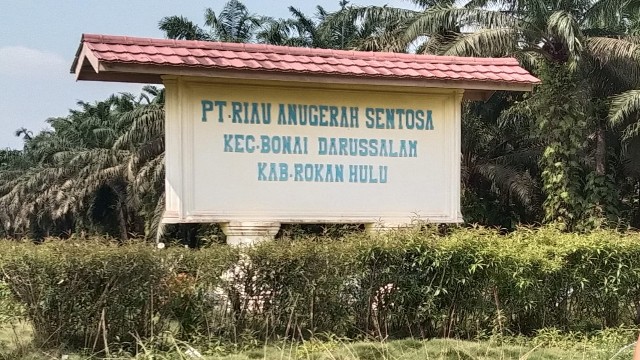 PT.RIAU ANUGERAH SENTOSA
KEC.BONAI DARUSSALAM
KAB.ROKAN HULU